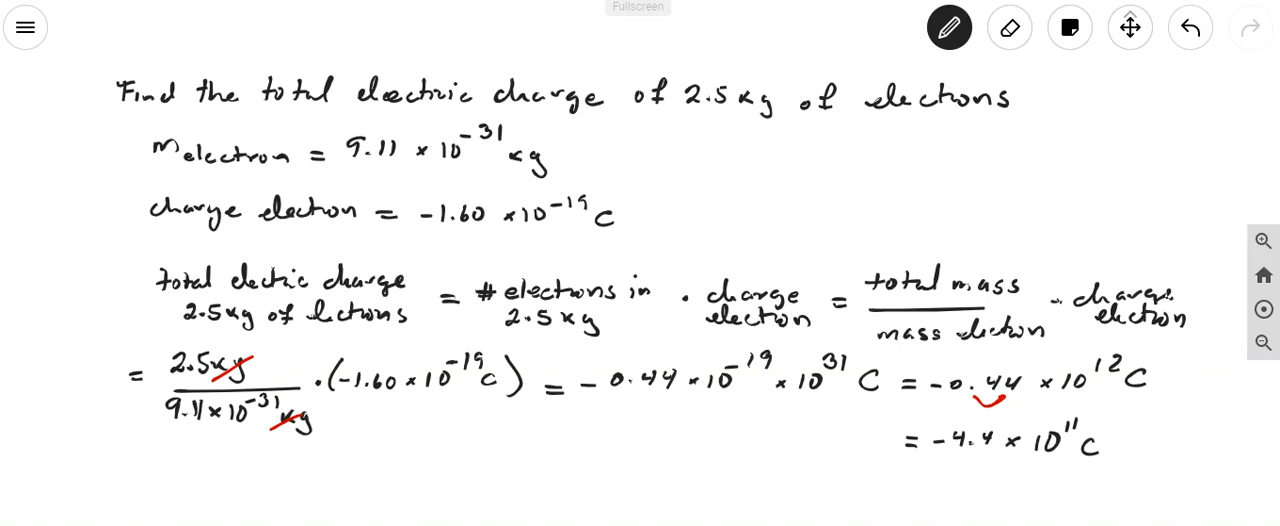 Fullscreen
Find the total electric charge of 2.5 kg of electrons
m electron = 9.11 × 10^-31 kg
charge electron = -1.60 × 10^-19 C
total electric charge 2.5 kg of electrons = # electrons in 2.5 kg · charge electron = total mass / mass electron · charge electron
= 2.5 kg / 9.11 × 10^-31 kg · (-1.60 × 10^-19 C) = -0.44 × 10^-19 × 10^31 C = -0.44 × 10^12 C
= -4.4 × 10^11 C